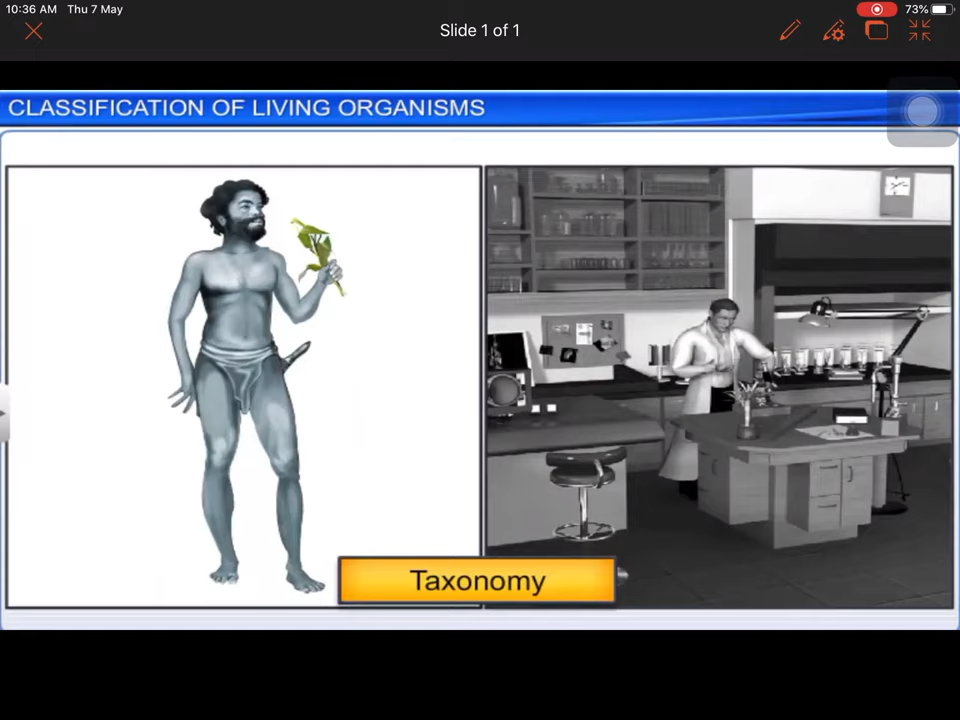 10:36 AM Thu 7 May
73%
Slide 1 of 1
CLASSIFICATION OF LIVING ORGANISMS
Taxonomy